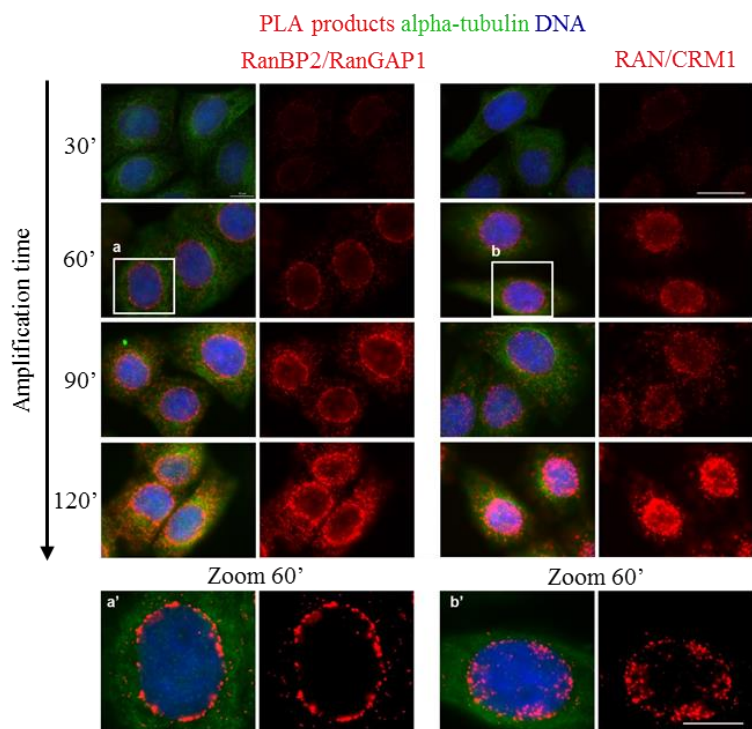 PLA products alpha-tubulin DNA
RanBP2/RanGAP1
RAN/CRM1
Amplification time
30’
60’
a
b
90’
120’
Zoom 60’
Zoom 60’
a’
b’